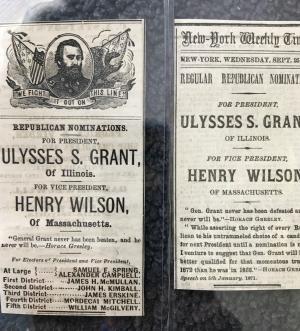 "WE FIGHT IT OUT ON THIS LINE"
REPUBLICAN NOMINATIONS.
FOR PRESIDENT,
ULYSSES S. GRANT,
Of Illinois.
FOR VICE PRESIDENT,
HENRY WILSON,
Of Massachusetts.
"General Grant never has been beaten, and he
never will be."—Horace Greeley.
For Electors of President and Vice President.
At Large SAMUEL E. SPRING,
ALEXANDER CAMPBELL.
First District JAMES H. McMULLAN.
Second District JOHN H. KIMBALL.
Third District JAMES ERSKINE.
Fourth District MORDECAI MITCHELL.
Fifth District WILLIAM McGILVERY.
New-York Weekly Tim
NEW-YORK, WEDNESDAY, SEPT. 25
REGULAR REPUBLICAN NOMINAT
FOR PRESIDENT,
ULYSSES S. GRANT
OF ILLINOIS.
FOR VICE PRESIDENT
HENRY WILSON
OF MASSACHUSETTS.
"Gen. Grant never has been defeated an
never will be."—HORACE GREELEY.
"While asserting the right of every R
lican to his untrammeled choice of a cand
for next President until a nomination is m
I venture to suggest that Gen. Grant will
better qualified for that momentous tr
1872 than he was in 1868."—HORACE GREELEY
Speech on 5th January, 1871.